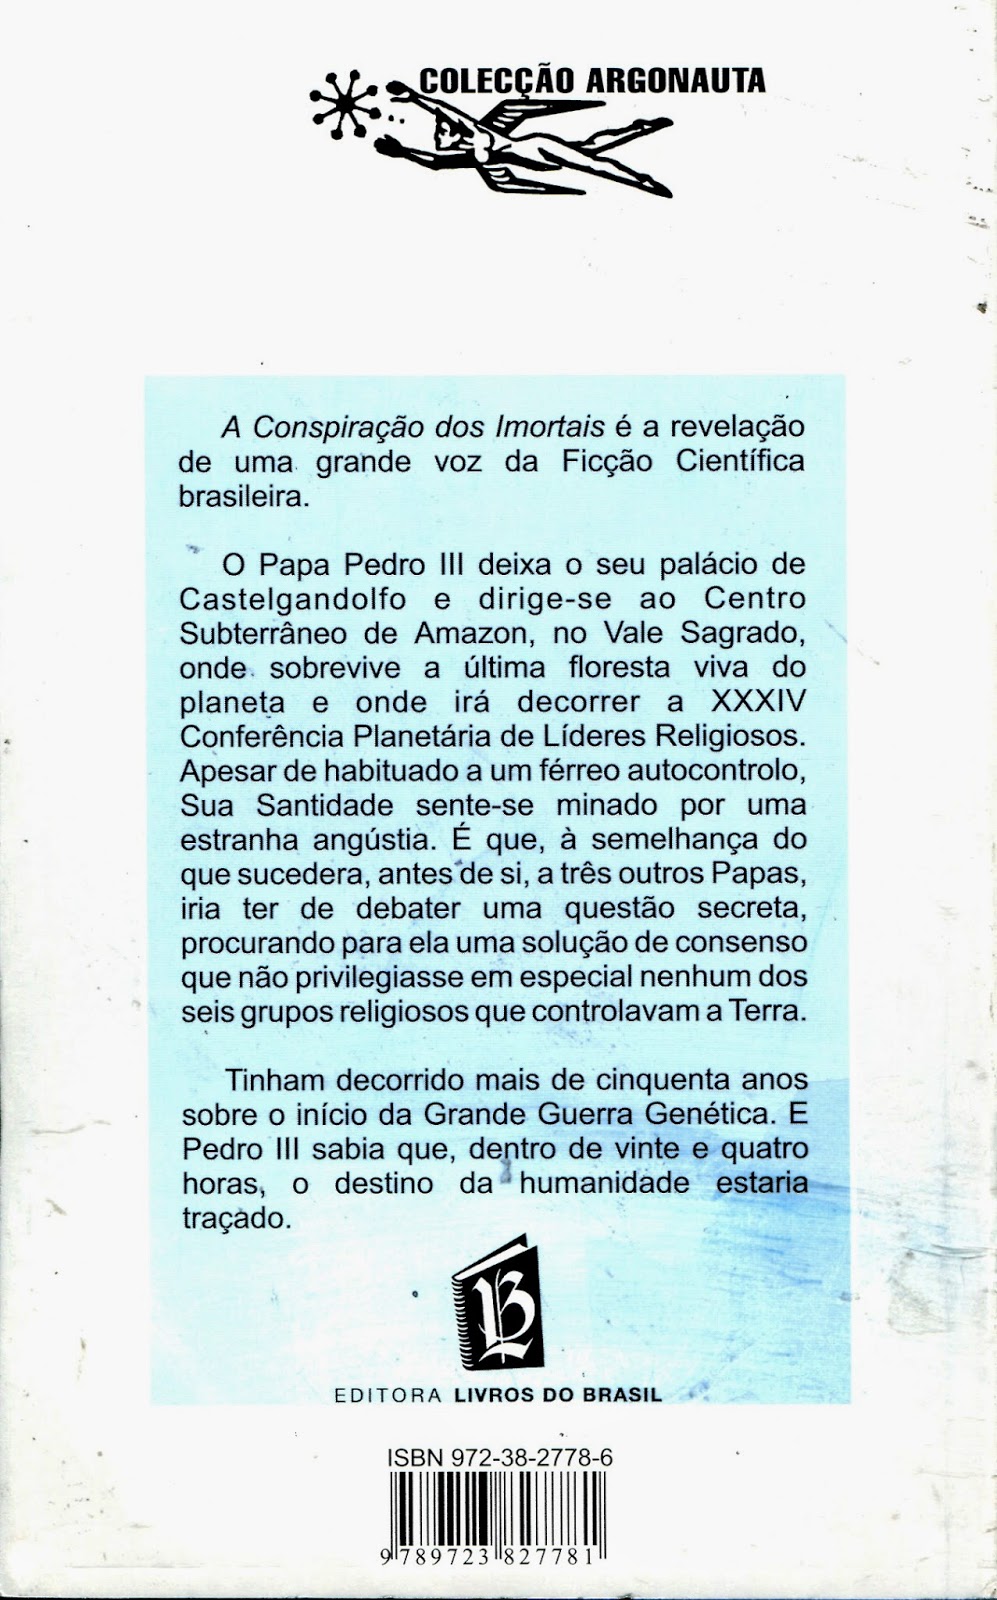 COLECÇÃO ARGONAUTA
A Conspiração dos Imortais é a revelação
de uma grande voz da Ficção Científica
brasileira.
O Papa Pedro III deixa o seu palácio de
Castelgandolfo e dirige-se ao Centro
Subterrâneo de Amazon, no Vale Sagrado,
onde sobrevive a última floresta viva do
planeta e onde irá decorrer a XXXIV
Conferência Planetária de Líderes Religiosos.
Apesar de habituado a um férreo autocontrolo,
Sua Santidade sente-se minado por uma
estranha angústia. É que, à semelhança do
que sucedera, antes de si, a três outros Papas,
iria ter de debater uma questão secreta,
procurando para ela uma solução de consenso
que não privilegiasse em especial nenhum dos
seis grupos religiosos que controlavam a Terra.
Tinham decorrido mais de cinquenta anos
sobre o início da Grande Guerra Genética. E
Pedro III sabia que, dentro de vinte e quatro
horas, o destino da humanidade estaria
traçado.
LB
EDITORA LIVROS DO BRASIL
ISBN 972-38-2778-6
9 789723 827781